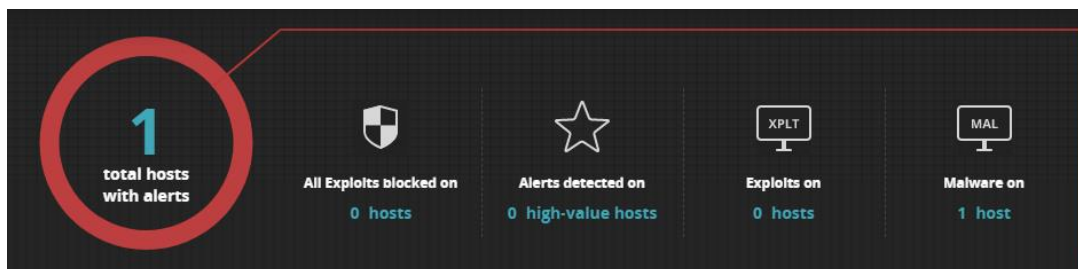 1
total hosts
with alerts
All Exploits blocked on
0 hosts
Alerts detected on
0 high-value hosts
XPLT
Exploits on
0 hosts
MAL
Malware on
1 host